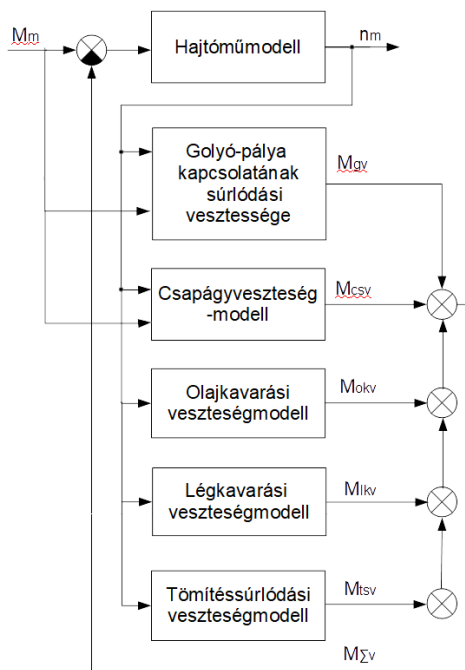 Mm
Hajtóműmodell
nm
Golyó-pálya
kapcsolatának
súrlódási
vesztessége
Mgv
Csapágyveszteség
-modell
Mcsv
Olajkavarási
veszteségmodell
Mokv
Légkavarási
veszteségmodell
Mlkv
Tömítéssúrlódási
veszteségmodell
Mtsv
M∑v